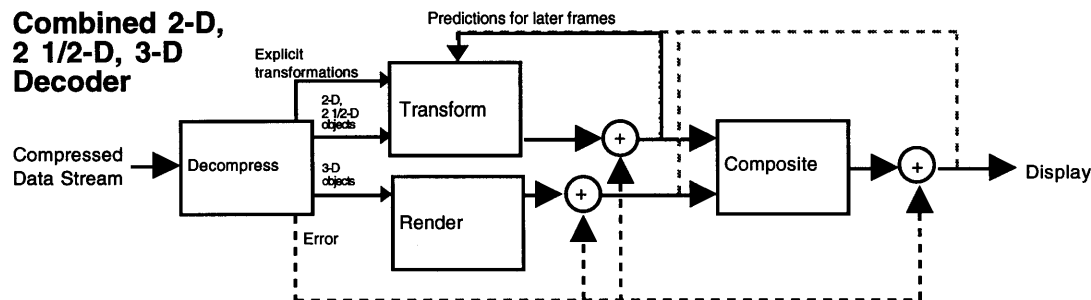 Combined 2-D,
2 1/2-D, 3-D
Decoder
Predictions for later frames
Explicit
transformations
2-D,
2 1/2-D
objects
Transform
+
Compressed
Data Stream
Decompress
3-D
objects
Render
+
Composite
+
Display
Error